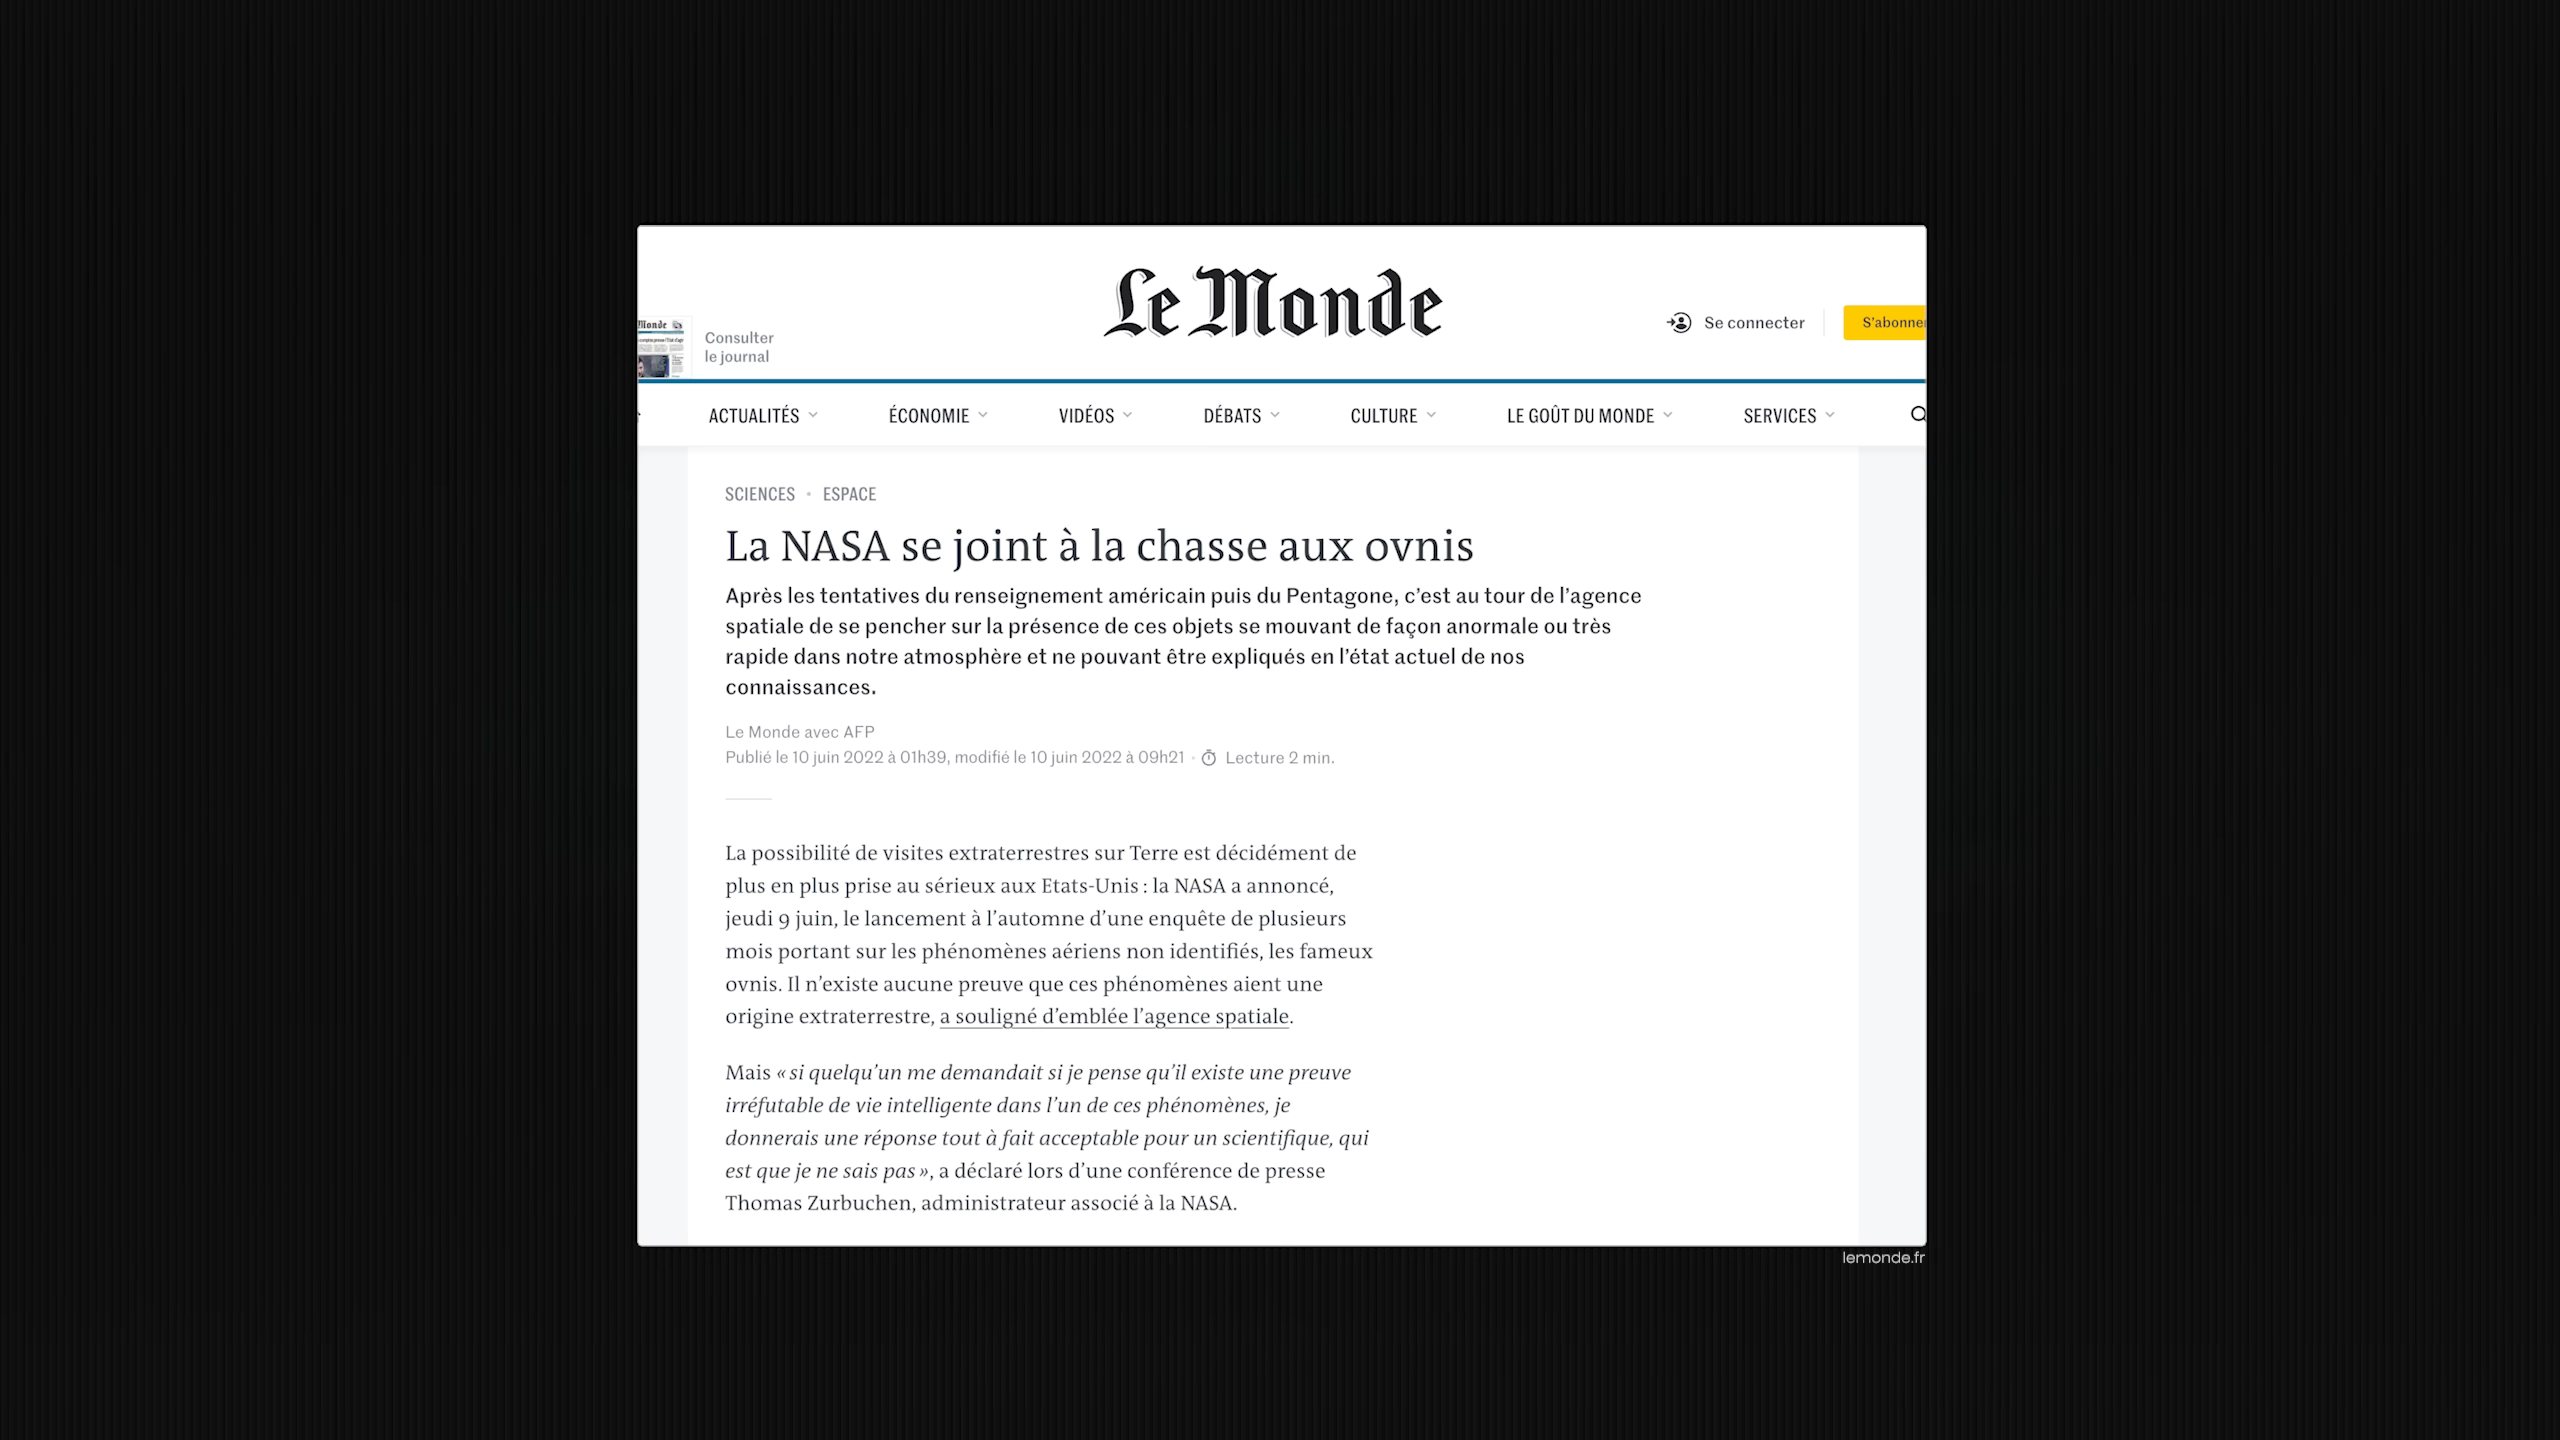 Le Monde
Monde
Consulter
le journal
Se connecter
S'abonner
ACTUALITÉS
ÉCONOMIE
VIDÉOS
DÉBATS
CULTURE
LE GOÛT DU MONDE
SERVICES
SCIENCES • ESPACE
La NASA se joint à la chasse aux ovnis
Après les tentatives du renseignement américain puis du Pentagone, c’est au tour de l’agence
spatiale de se pencher sur la présence de ces objets se mouvant de façon anormale ou très
rapide dans notre atmosphère et ne pouvant être expliqués en l’état actuel de nos
connaissances.
Le Monde avec AFP
Publié le 10 juin 2022 à 01h39, modifié le 10 juin 2022 à 09h21 · Lecture 2 min.
La possibilité de visites extraterrestres sur Terre est décidément de
plus en plus prise au sérieux aux Etats-Unis : la NASA a annoncé,
jeudi 9 juin, le lancement à l’automne d’une enquête de plusieurs
mois portant sur les phénomènes aériens non identifiés, les fameux
ovnis. Il n’existe aucune preuve que ces phénomènes aient une
origine extraterrestre, a souligné d’emblée l’agence spatiale.
Mais « si quelqu’un me demandait si je pense qu’il existe une preuve
irréfutable de vie intelligente dans l’un de ces phénomènes, je
donnerais une réponse tout à fait acceptable pour un scientifique, qui
est que je ne sais pas », a déclaré lors d’une conférence de presse
Thomas Zurbuchen, administrateur associé à la NASA.
lemonde.fr